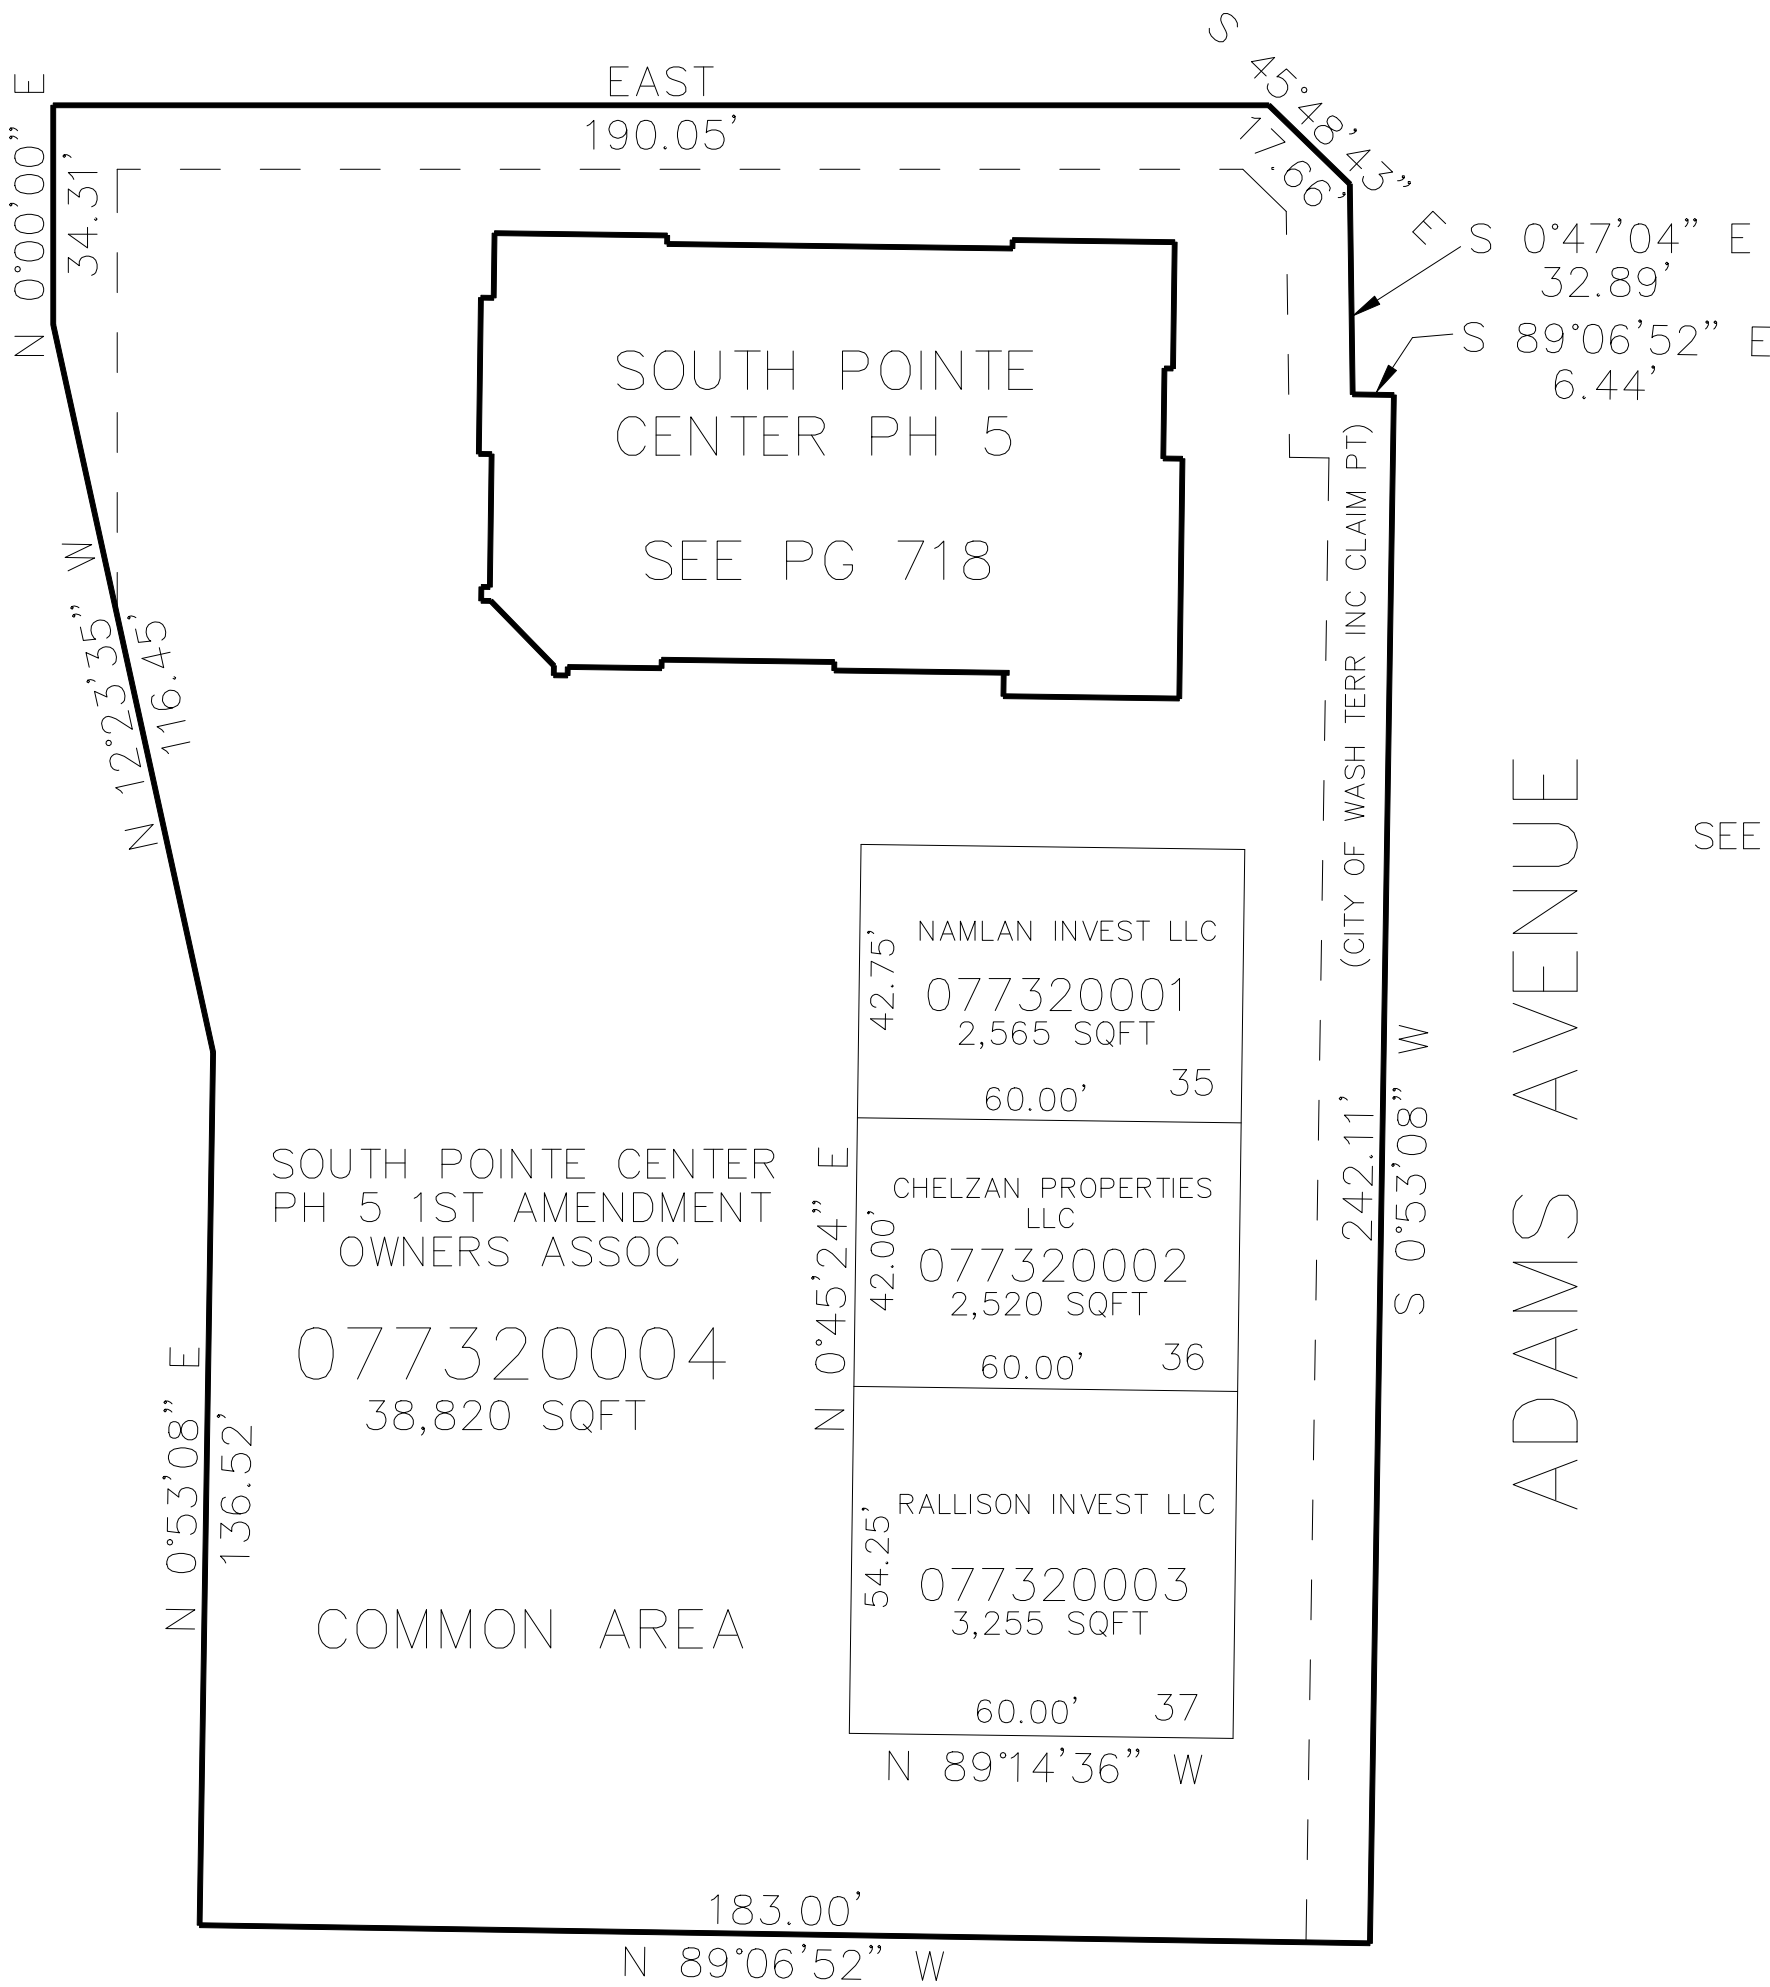 EAST
190.05'
S 45°48'43" E
17.66'
N 0°00'00" E
34.31'
S 0°47'04" E
32.89'
S 89°06'52" E
6.44'
SOUTH POINTE
CENTER PH 5
SEE PG 718
N 12°23'35" W
116.45'
(CITY OF WASH TERR INC CLAIM PT)
SEE
ADAMS AVENUE
NAMLAN INVEST LLC
42.75'
077320001
2,565 SQFT
60.00'
35
242.11'
S 0°53'08" W
SOUTH POINTE CENTER
PH 5 1ST AMENDMENT
OWNERS ASSOC
077320004
38,820 SQFT
N 0°45'24" E
CHELZAN PROPERTIES
LLC
42.00'
077320002
2,520 SQFT
60.00'
36
N 0°53'08" E
136.52'
RALLISON INVEST LLC
54.25'
077320003
3,255 SQFT
60.00'
37
COMMON AREA
N 89°14'36" W
183.00'
N 89°06'52" W